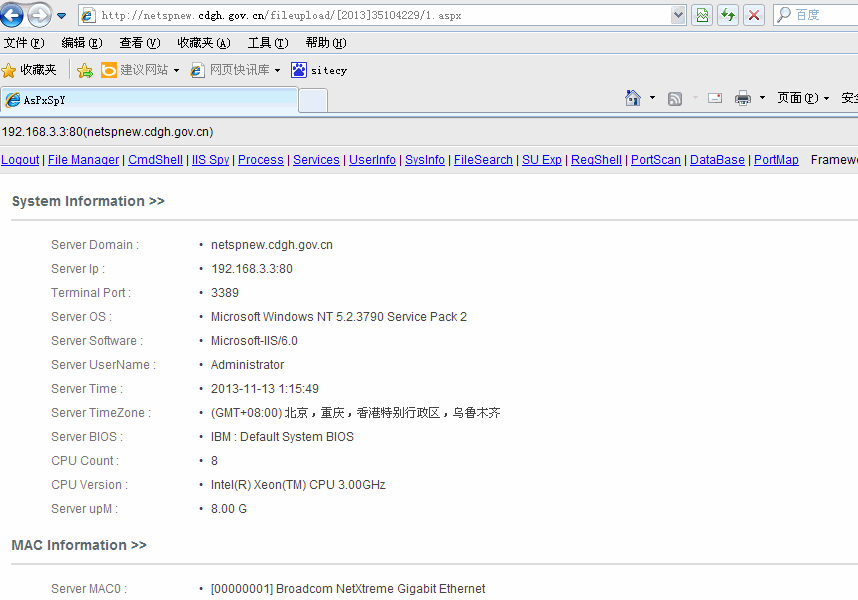 http://netspnew.cdgh.gov.cn/fileupload/[2013]35104229/1.aspx 百度
文件(F) 编辑(E) 查看(V) 收藏夹(A) 工具(T) 帮助(H)
收藏夹 建议网站 网页快讯库 sitecy
AsPxSpY 页面(P) 安全
192.168.3.3:80(netspnew.cdgh.gov.cn)
Logout | File Manager | CmdShell | IIS Spy | Process | Services | UserInfo | SysInfo | FileSearch | SU Exp | RegShell | PortScan | DataBase | PortMap Framewo
System Information >>
Server Domain : • netspnew.cdgh.gov.cn
Server Ip : • 192.168.3.3:80
Terminal Port : • 3389
Server OS : • Microsoft Windows NT 5.2.3790 Service Pack 2
Server Software : • Microsoft-IIS/6.0
Server UserName : • Administrator
Server Time : • 2013-11-13 1:15:49
Server TimeZone : • (GMT+08:00) 北京，重庆，香港特别行政区，乌鲁木齐
Server BIOS : • IBM : Default System BIOS
CPU Count : • 8
CPU Version : • Intel(R) Xeon(TM) CPU 3.00GHz
Server upM : • 8.00 G
MAC Information >>
Server MAC0 : • [00000001] Broadcom NetXtreme Gigabit Ethernet